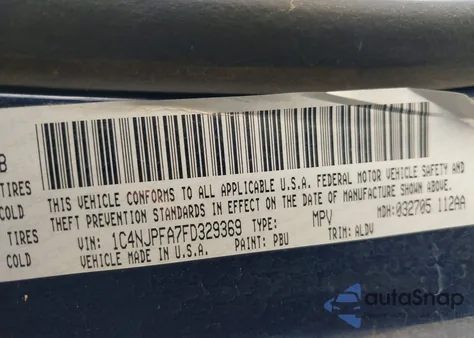 B
TIRES
COLD
TIRES
COLD
THIS VEHICLE CONFORMS TO ALL APPLICABLE U.S.A. FEDERAL MOTOR VEHICLE SAFETY AND
THEFT PREVENTION STANDARDS IN EFFECT ON THE DATE OF MANUFACTURE SHOWN ABOVE.
VIN: 1C4NJPFA7FD329369 TYPE: MPV MDH: 032705 112AA
VEHICLE MADE IN U.S.A. PAINT: PBU TRIM: ALDV
autoSnap